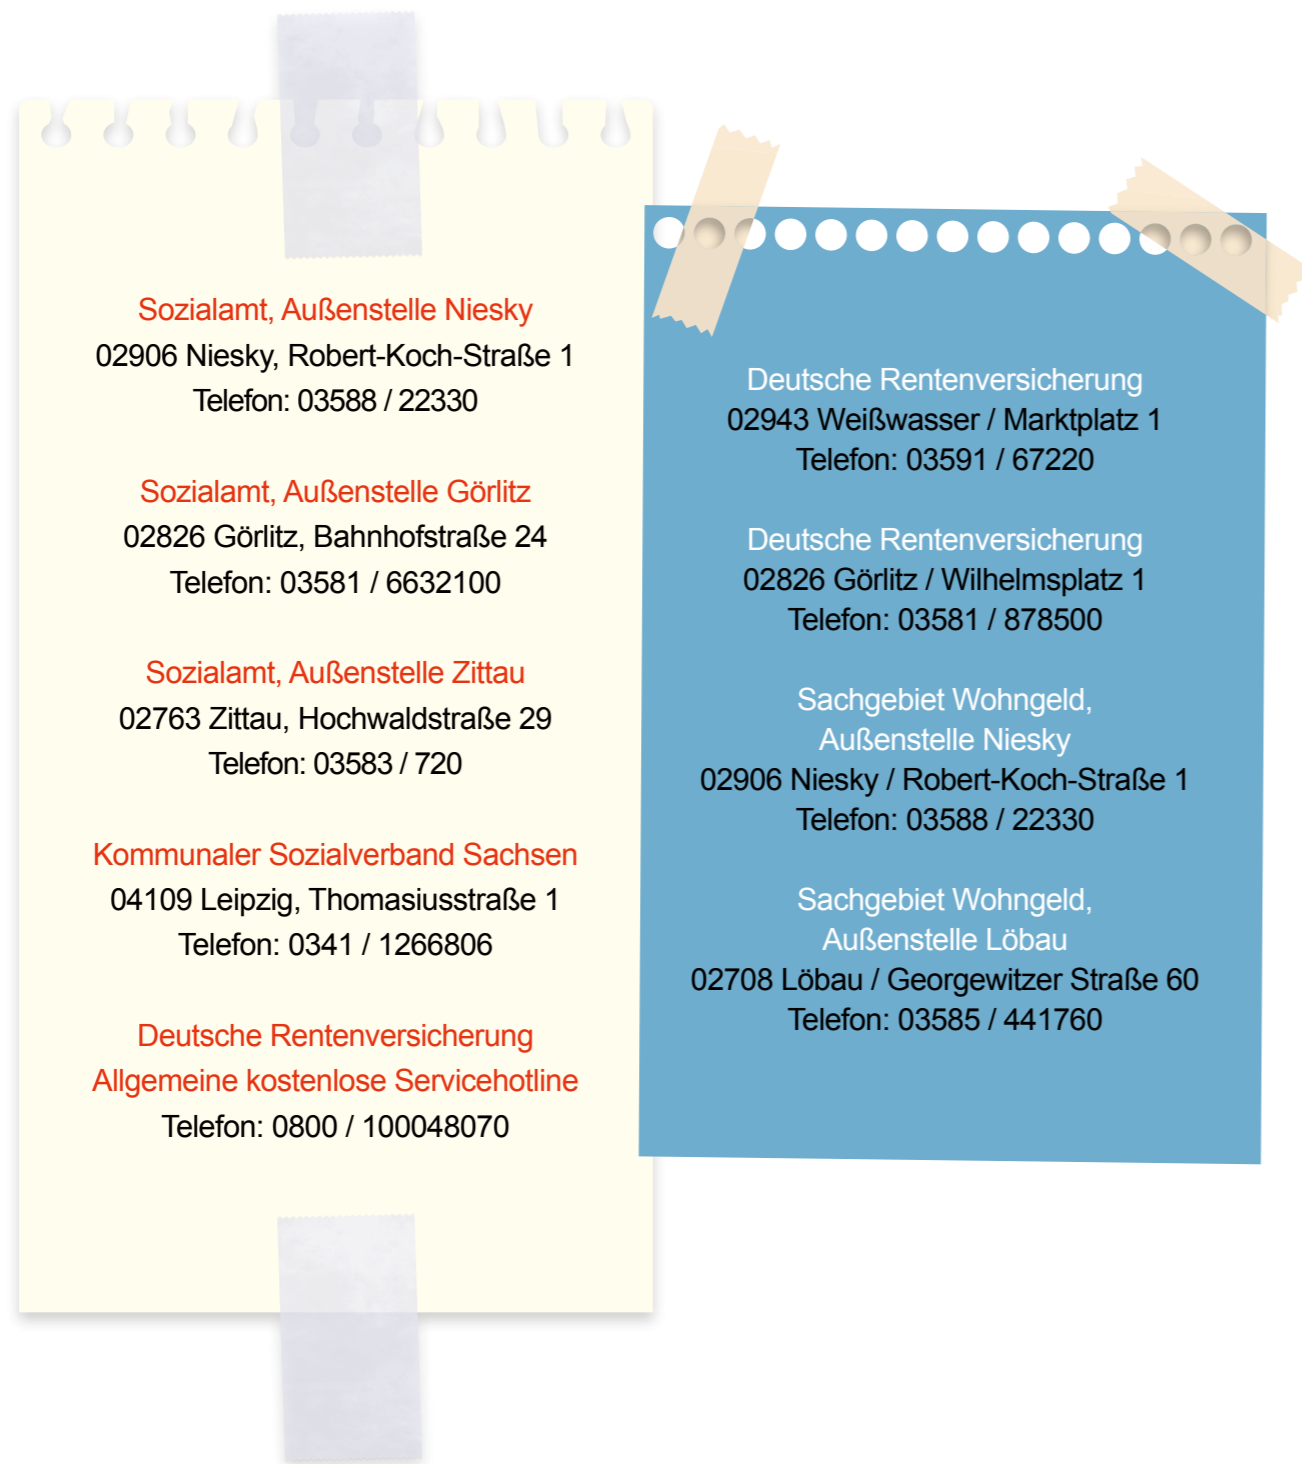 Sozialamt, Außenstelle Niesky
02906 Niesky, Robert-Koch-Straße 1
Telefon: 03588 / 22330
Sozialamt, Außenstelle Görlitz
02826 Görlitz, Bahnhofstraße 24
Telefon: 03581 / 6632100
Sozialamt, Außenstelle Zittau
02763 Zittau, Hochwaldstraße 29
Telefon: 03583 / 720
Kommunaler Sozialverband Sachsen
04109 Leipzig, Thomasiusstraße 1
Telefon: 0341 / 1266806
Deutsche Rentenversicherung
Allgemeine kostenlose Servicehotline
Telefon: 0800 / 100048070
Deutsche Rentenversicherung
02943 Weißwasser / Marktplatz 1
Telefon: 03591 / 67220
Deutsche Rentenversicherung
02826 Görlitz / Wilhelmsplatz 1
Telefon: 03581 / 878500
Sachgebiet Wohngeld,
Außenstelle Niesky
02906 Niesky / Robert-Koch-Straße 1
Telefon: 03588 / 22330
Sachgebiet Wohngeld,
Außenstelle Löbau
02708 Löbau / Georgewitzer Straße 60
Telefon: 03585 / 441760